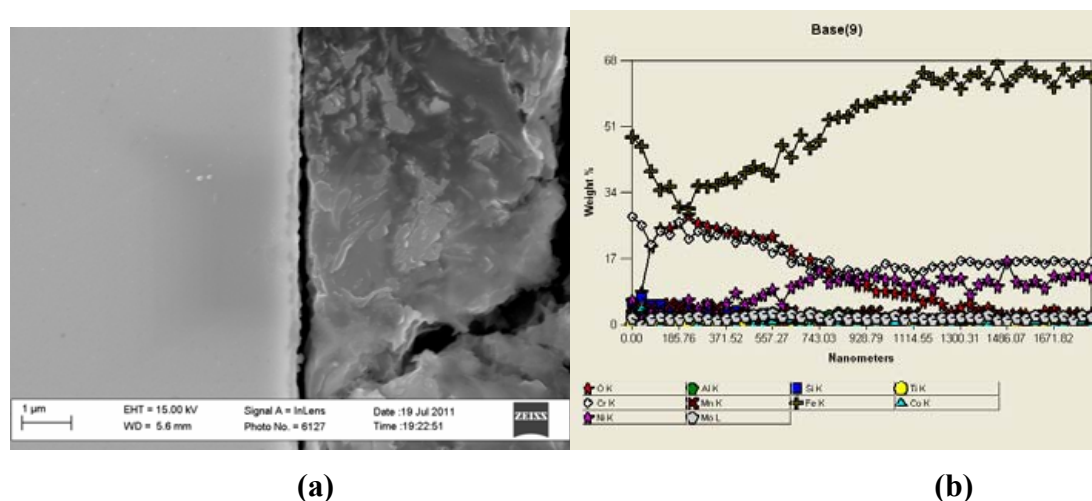 1 µm
EHT = 15.00 kV
WD = 5.6 mm
Signal A = InLens
Photo No. = 6127
Date :19 Jul 2011
Time :19:22:51
ZEISS
(a)
Base(9)
Weight %
68
51
34
17
0
0.00 185.76 371.52 557.27 743.03 928.79 1114.55 1300.31 1486.07 1671.82
Nanometers
O K Al K Si K Ti K
Cr K Mn K Fe K Co K
Ni K Mo L
(b)